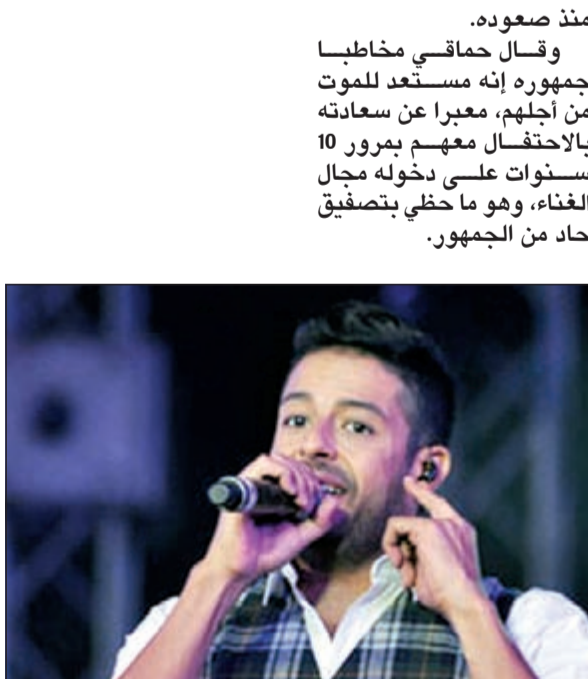 منذ صعوده.
وقال حماقي مخاطبا
جمهوره إنه مستعد للموت
من أجلهم، معبرا عن سعادته
بالاحتفال معهم بمرور 10
سنوات على دخوله مجال
الغناء، وهو ما حظي بتصفيق
حاد من الجمهور.